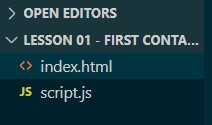 OPEN EDITORS
LESSON 01 - FIRST CONTA...
<> index.html
JS script.js